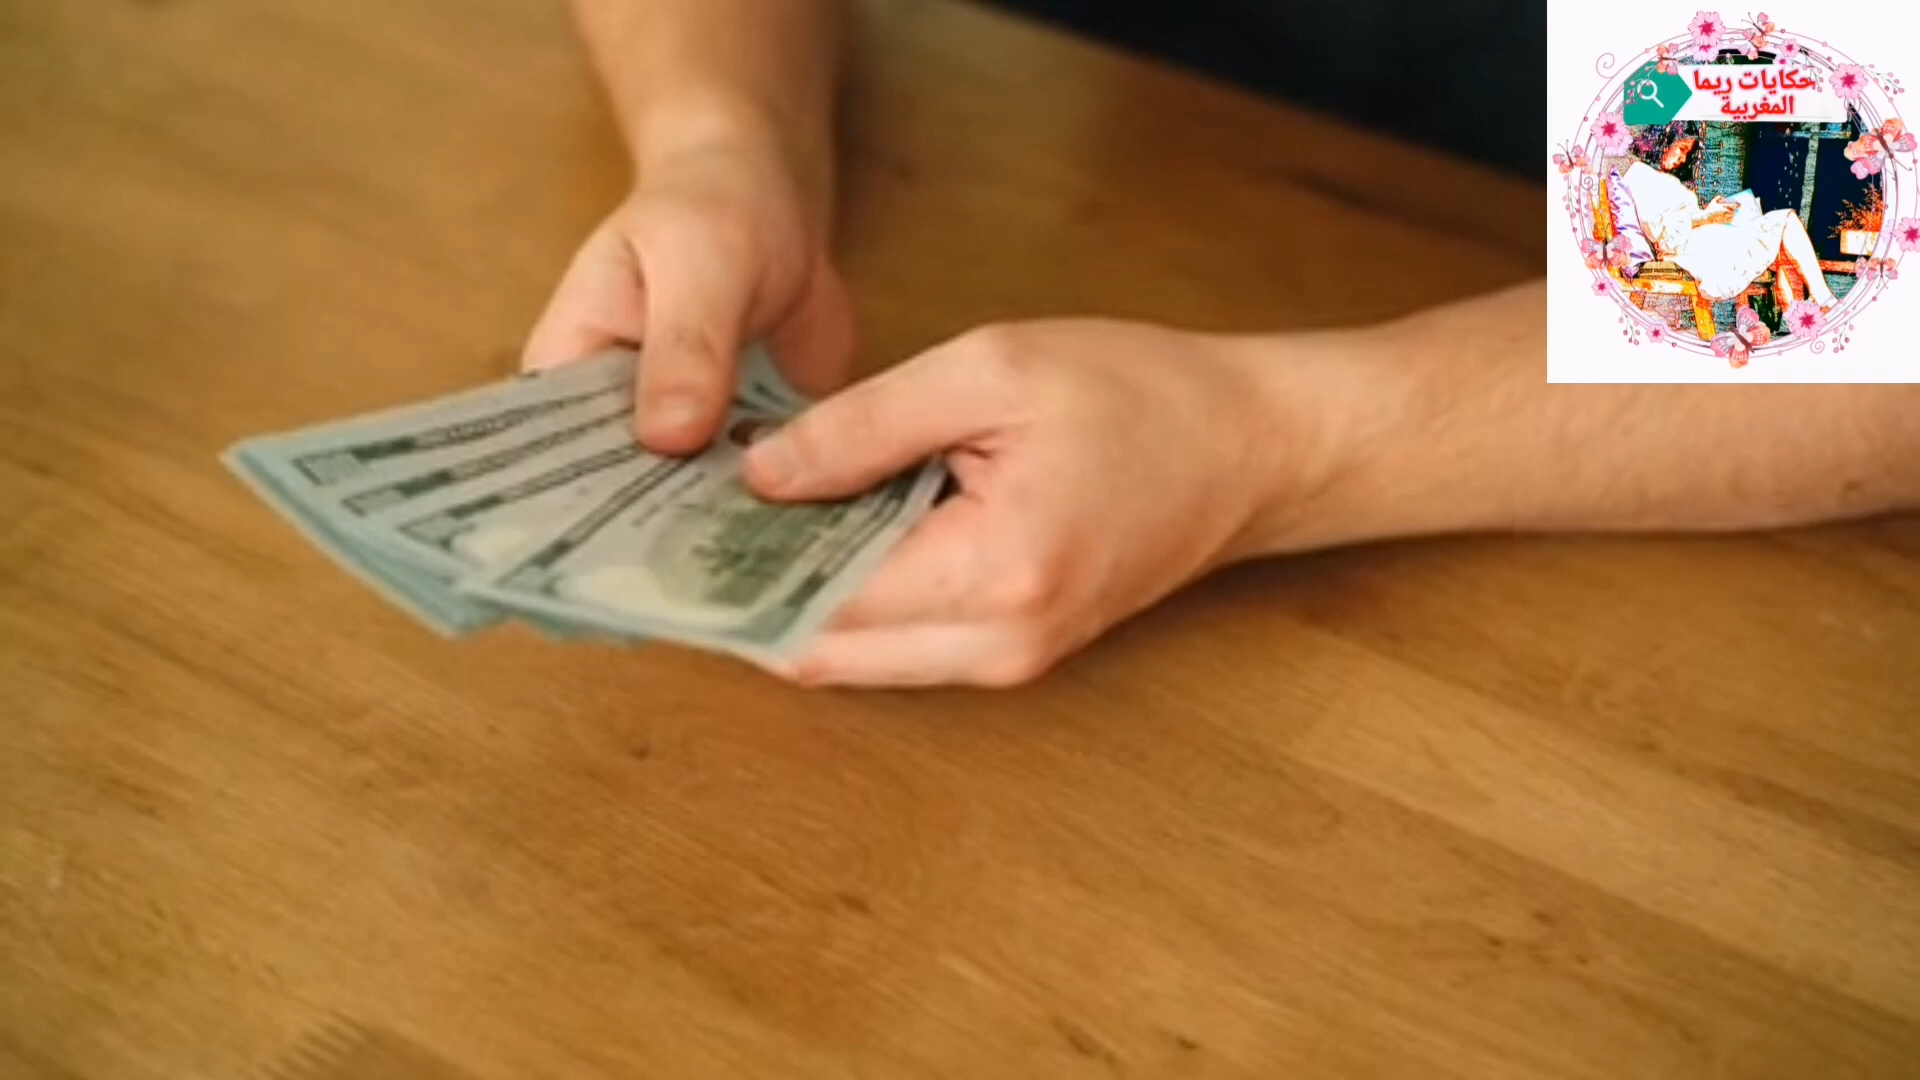 حكايات ريما
المغربية